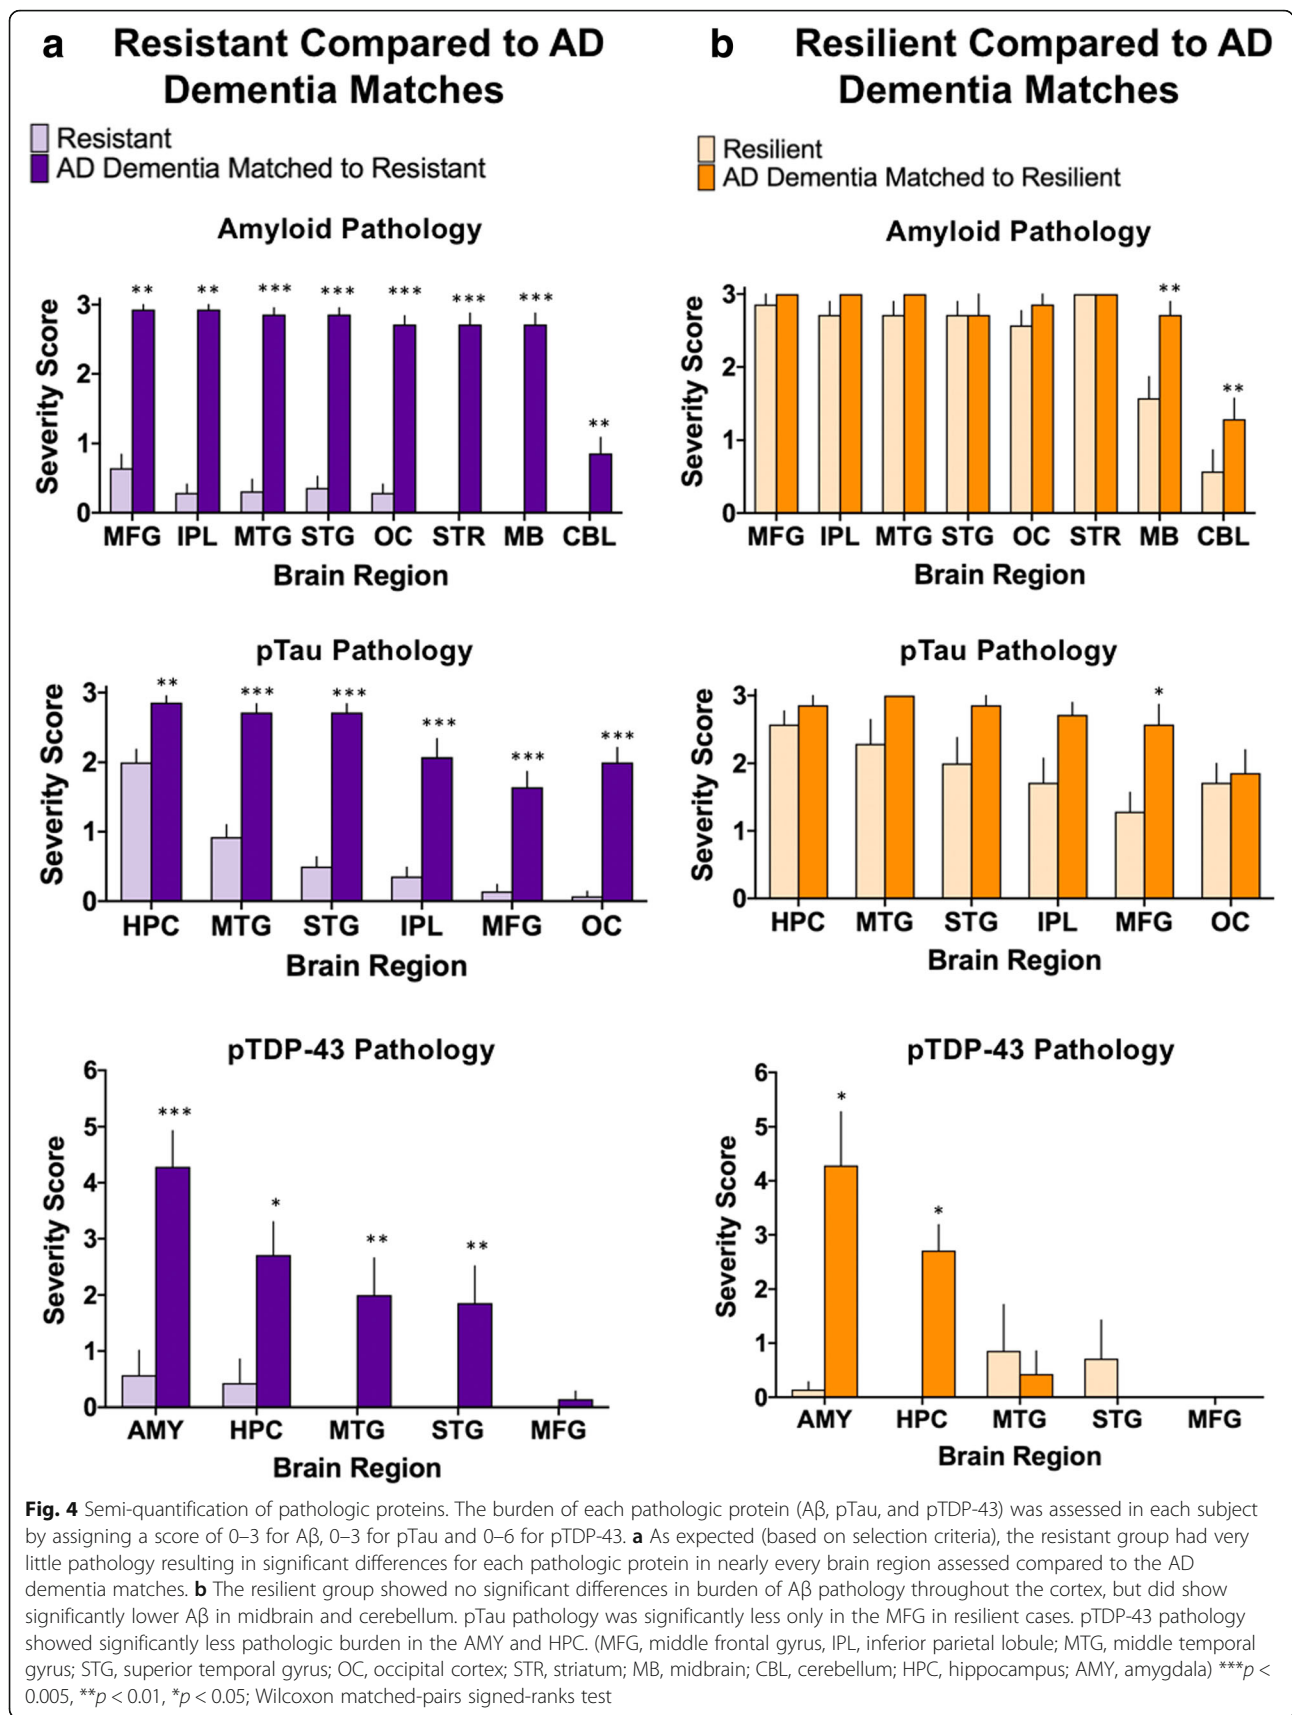 a Resistant Compared to AD
Dementia Matches
Resistant
AD Dementia Matched to Resistant
Amyloid Pathology
** ** *** *** *** *** *** **
3
2
1
0
Severity Score
MFG IPL MTG STG OC STR MB CBL
Brain Region
pTau Pathology
** *** *** *** *** ***
3
2
1
0
Severity Score
HPC MTG STG IPL MFG OC
Brain Region
pTDP-43 Pathology
*** * ** **
6
5
4
3
2
1
0
Severity Score
AMY HPC MTG STG MFG
Brain Region
b Resilient Compared to AD
Dementia Matches
Resilient
AD Dementia Matched to Resilient
Amyloid Pathology
** **
3
2
1
0
Severity Score
MFG IPL MTG STG OC STR MB CBL
Brain Region
pTau Pathology
*
3
2
1
0
Severity Score
HPC MTG STG IPL MFG OC
Brain Region
pTDP-43 Pathology
* *
6
5
4
3
2
1
0
Severity Score
AMY HPC MTG STG MFG
Brain Region
Fig. 4 Semi-quantification of pathologic proteins. The burden of each pathologic protein (Aβ, pTau, and pTDP-43) was assessed in each subject
by assigning a score of 0–3 for Aβ, 0–3 for pTau and 0–6 for pTDP-43. a As expected (based on selection criteria), the resistant group had very
little pathology resulting in significant differences for each pathologic protein in nearly every brain region assessed compared to the AD
dementia matches. b The resilient group showed no significant differences in burden of Aβ pathology throughout the cortex, but did show
significantly lower Aβ in midbrain and cerebellum. pTau pathology was significantly less only in the MFG in resilient cases. pTDP-43 pathology
showed significantly less pathologic burden in the AMY and HPC. (MFG, middle frontal gyrus, IPL, inferior parietal lobule; MTG, middle temporal
gyrus; STG, superior temporal gyrus; OC, occipital cortex; STR, striatum; MB, midbrain; CBL, cerebellum; HPC, hippocampus; AMY, amygdala) ***p <
0.005, **p < 0.01, *p < 0.05; Wilcoxon matched-pairs signed-ranks test